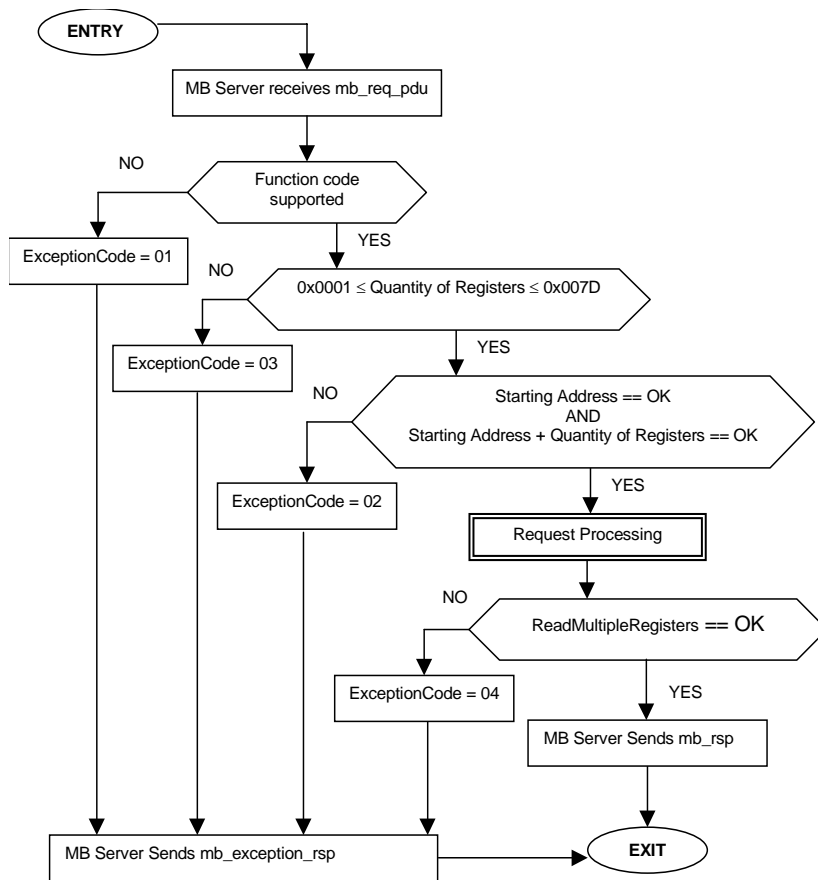 ENTRY
MB Server receives mb_req_pdu
NO
Function code
supported
YES
ExceptionCode = 01
NO
0x0001 ≤ Quantity of Registers ≤ 0x007D
YES
ExceptionCode = 03
NO
Starting Address == OK
AND
Starting Address + Quantity of Registers == OK
YES
ExceptionCode = 02
Request Processing
NO
ReadMultipleRegisters == OK
YES
ExceptionCode = 04
MB Server Sends mb_rsp
MB Server Sends mb_exception_rsp
EXIT